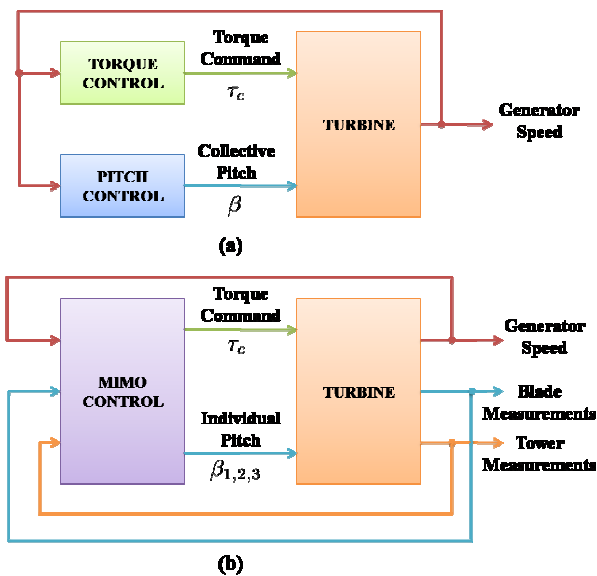 Torque
Command
τc
TORQUE
CONTROL
TURBINE
Generator
Speed
Collective
Pitch
β
PITCH
CONTROL
(a)
Torque
Command
τc
MIMO
CONTROL
TURBINE
Generator
Speed
Blade
Measurements
Individual
Pitch
β1,2,3
Tower
Measurements
(b)